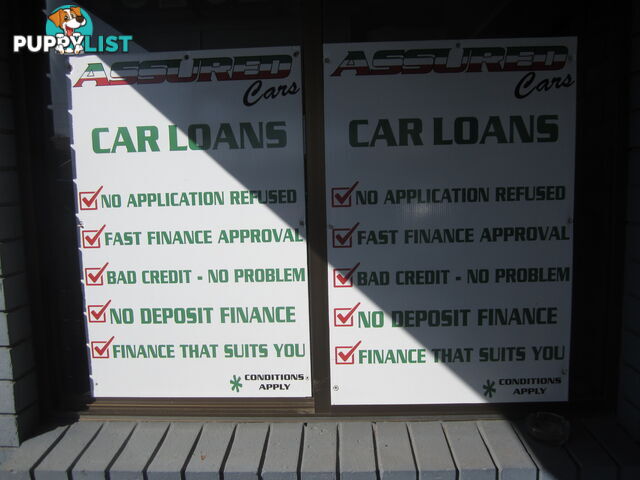 PUPPYLIST
ASSURED
Cars
CAR LOANS
NO APPLICATION REFUSED
FAST FINANCE APPROVAL
BAD CREDIT - NO PROBLEM
NO DEPOSIT FINANCE
FINANCE THAT SUITS YOU
* CONDITIONS
APPLY
ASSURED
Cars
CAR LOANS
NO APPLICATION REFUSED
FAST FINANCE APPROVAL
BAD CREDIT - NO PROBLEM
NO DEPOSIT FINANCE
FINANCE THAT SUITS YOU
* CONDITIONS
APPLY